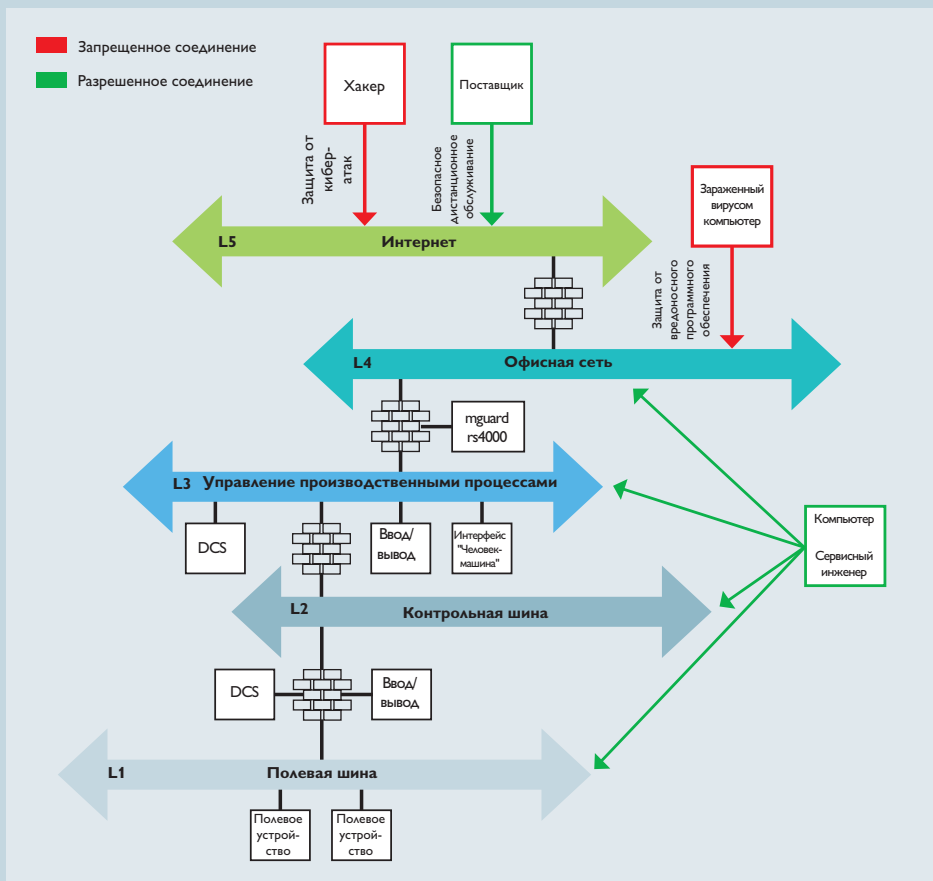 Запрещенное соединение
Разрешенное соединение
Хакер
Поставщик
Защита от
кибер-
атак
Безопасное
дистанционное
обслуживание
Зараженный
вирусом
компьютер
L5
Интернет
Защита от
вредоносного
программного
обеспечения
L4
Офисная сеть
mguard
rs4000
L3
Управление производственными процессами
DCS
Ввод/
вывод
Интерфейс
"Человек-
машина"
Компьютер
Сервисный
инженер
L2
Контрольная шина
DCS
Ввод/
вывод
L1
Полевая шина
Полевое
устрой-
ство
Полевое
устрой-
ство